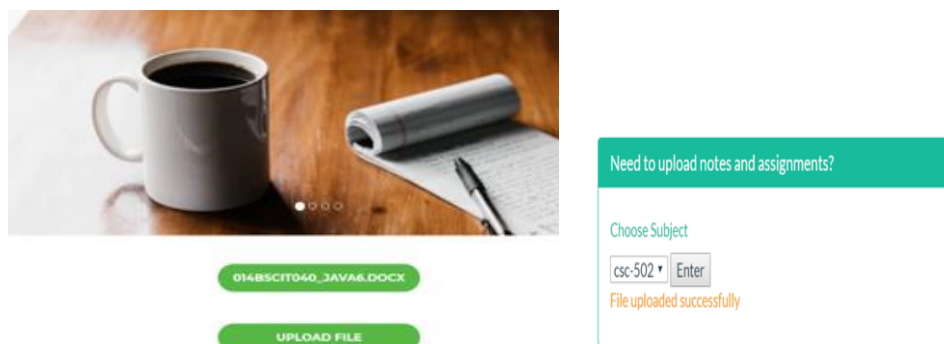 014BSCIT040_JAVA6.DOCX
UPLOAD FILE
Need to upload notes and assignments?
Choose Subject
csc-502 Enter
File uploaded successfully